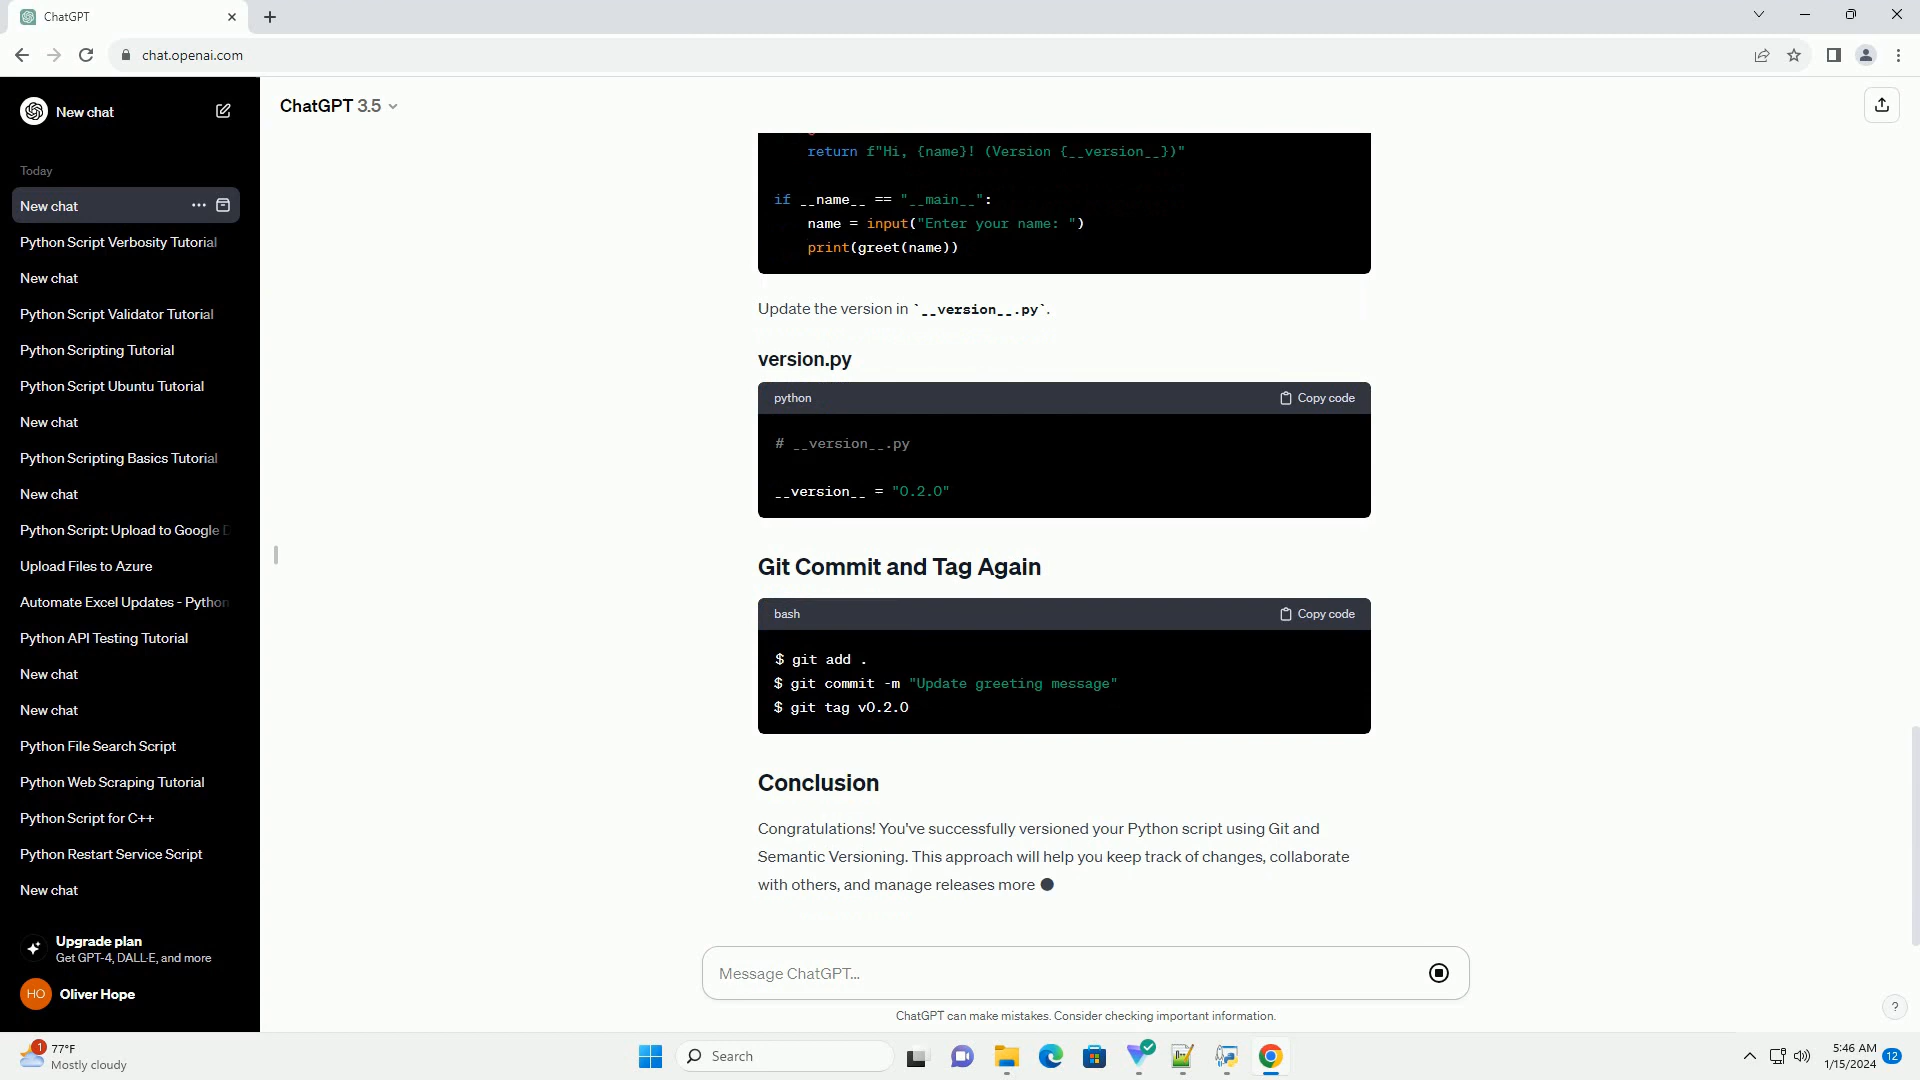 ChatGPT
chat.openai.com
New chat
Today
New chat
Python Script Verbosity Tutorial
New chat
Python Script Validator Tutorial
Python Scripting Tutorial
Python Script Ubuntu Tutorial
New chat
Python Scripting Basics Tutorial
New chat
Python Script: Upload to Google D
Upload Files to Azure
Automate Excel Updates - Python
Python API Testing Tutorial
New chat
New chat
Python File Search Script
Python Web Scraping Tutorial
Python Script for C++
Python Restart Service Script
New chat
Upgrade plan
Get GPT-4, DALL·E, and more
HO Oliver Hope
ChatGPT 3.5
return f"Hi, {name}! (Version {__version__})"
if __name__ == "__main__":
name = input("Enter your name: ")
print(greet(name))
Update the version in `__version__.py`.
version.py
python Copy code
# __version__.py
__version__ = "0.2.0"
Git Commit and Tag Again
bash Copy code
$ git add .
$ git commit -m "Update greeting message"
$ git tag v0.2.0
Conclusion
Congratulations! You've successfully versioned your Python script using Git and
Semantic Versioning. This approach will help you keep track of changes, collaborate
with others, and manage releases more
Message ChatGPT...
ChatGPT can make mistakes. Consider checking important information.
?
1
77°F
Mostly cloudy
Search
5:46 AM
1/15/2024
12